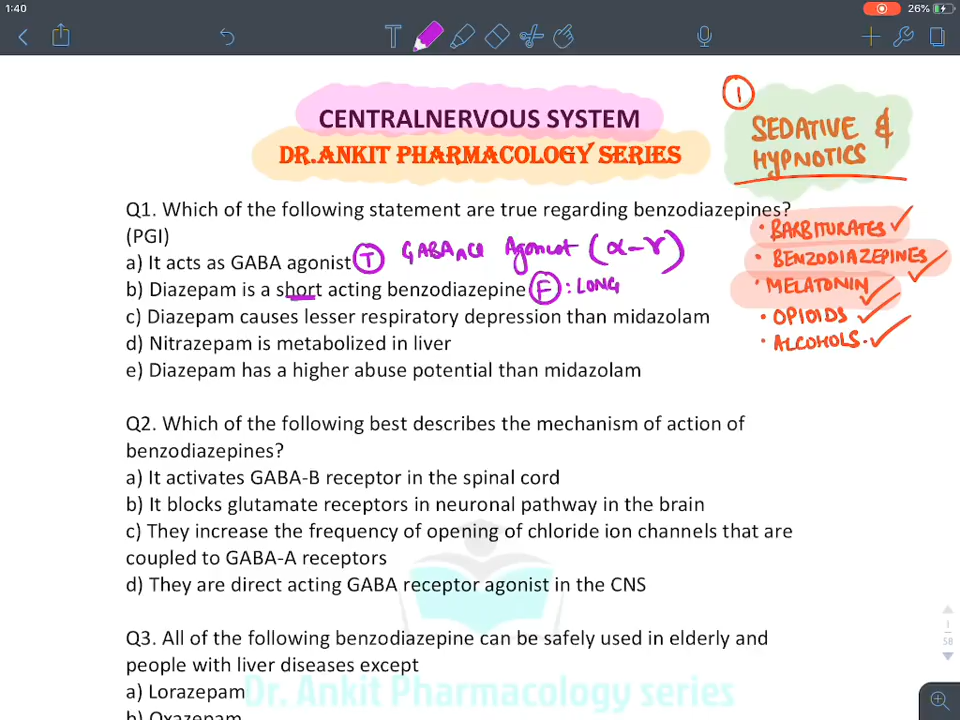 1:40
26%
T
CENTRALNERVOUS SYSTEM
DR.ANKIT PHARMACOLOGY SERIES
1
SEDATIVE &
HYPNOTICS
• BARBITURATES ✓
• BENZODIAZEPINES ✓
• MELATONIN ✓
• OPIOIDS ✓
• ALCOHOLS. ✓
Q1. Which of the following statement are true regarding benzodiazepines?
(PGI)
a) It acts as GABA agonist T GABA A Cl Agonist (α-γ)
b) Diazepam is a short acting benzodiazepine F : LONG
c) Diazepam causes lesser respiratory depression than midazolam
d) Nitrazepam is metabolized in liver
e) Diazepam has a higher abuse potential than midazolam
Q2. Which of the following best describes the mechanism of action of
benzodiazepines?
a) It activates GABA-B receptor in the spinal cord
b) It blocks glutamate receptors in neuronal pathway in the brain
c) They increase the frequency of opening of chloride ion channels that are
coupled to GABA-A receptors
d) They are direct acting GABA receptor agonist in the CNS
Q3. All of the following benzodiazepine can be safely used in elderly and
people with liver diseases except
a) Lorazepam
b) Oxazepam
Dr. Ankit Pharmacology series
1
58